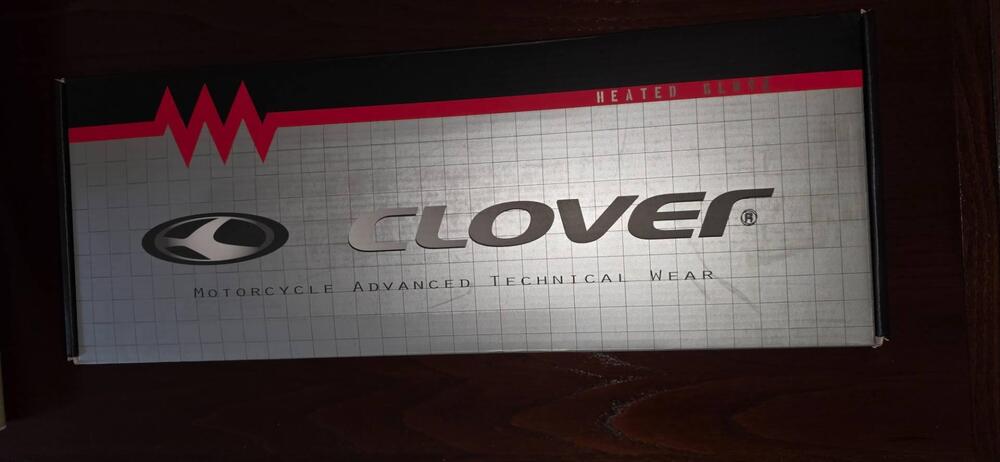 HEATED GLOVE
CLOVER®
MOTORCYCLE ADVANCED TECHNICAL WEAR